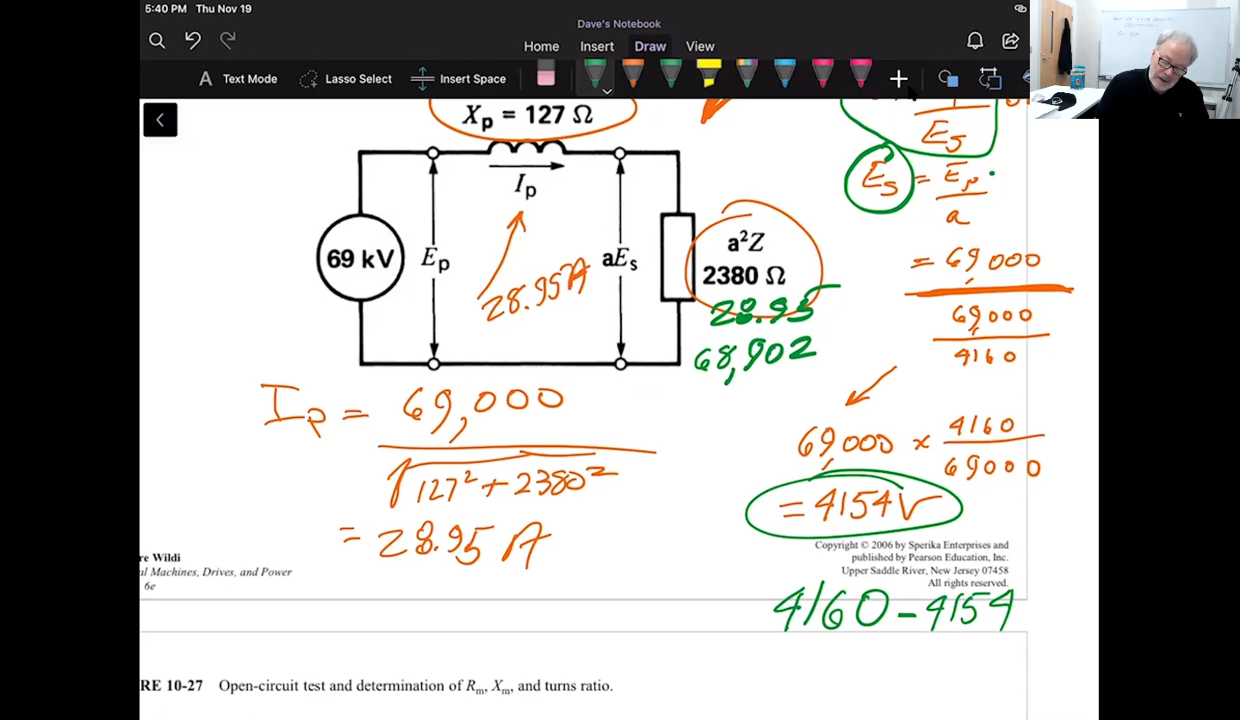 5:40 PM Thu Nov 19
Dave's Notebook
Home Insert Draw View
Text Mode Lasso Select Insert Space
Xp = 127 Ω
Ip
69 kV
Ep
aEs
a²Z
2380 Ω
28.95A
28.95
68,902
Ip = 69,000
√127² + 2380²
= 28.95 A
Es
Es = Ep
a
= 69,000
69,000
4160
69,000 × 4160
69000
= 4154V
re Wildi
al Machines, Drives, and Power
6e
Copyright © 2006 by Sperika Enterprises and
published by Pearson Education, Inc.
Upper Saddle River, New Jersey 07458
All rights reserved.
4160 - 4154
RE 10-27 Open-circuit test and determination of Rm, Xm, and turns ratio.